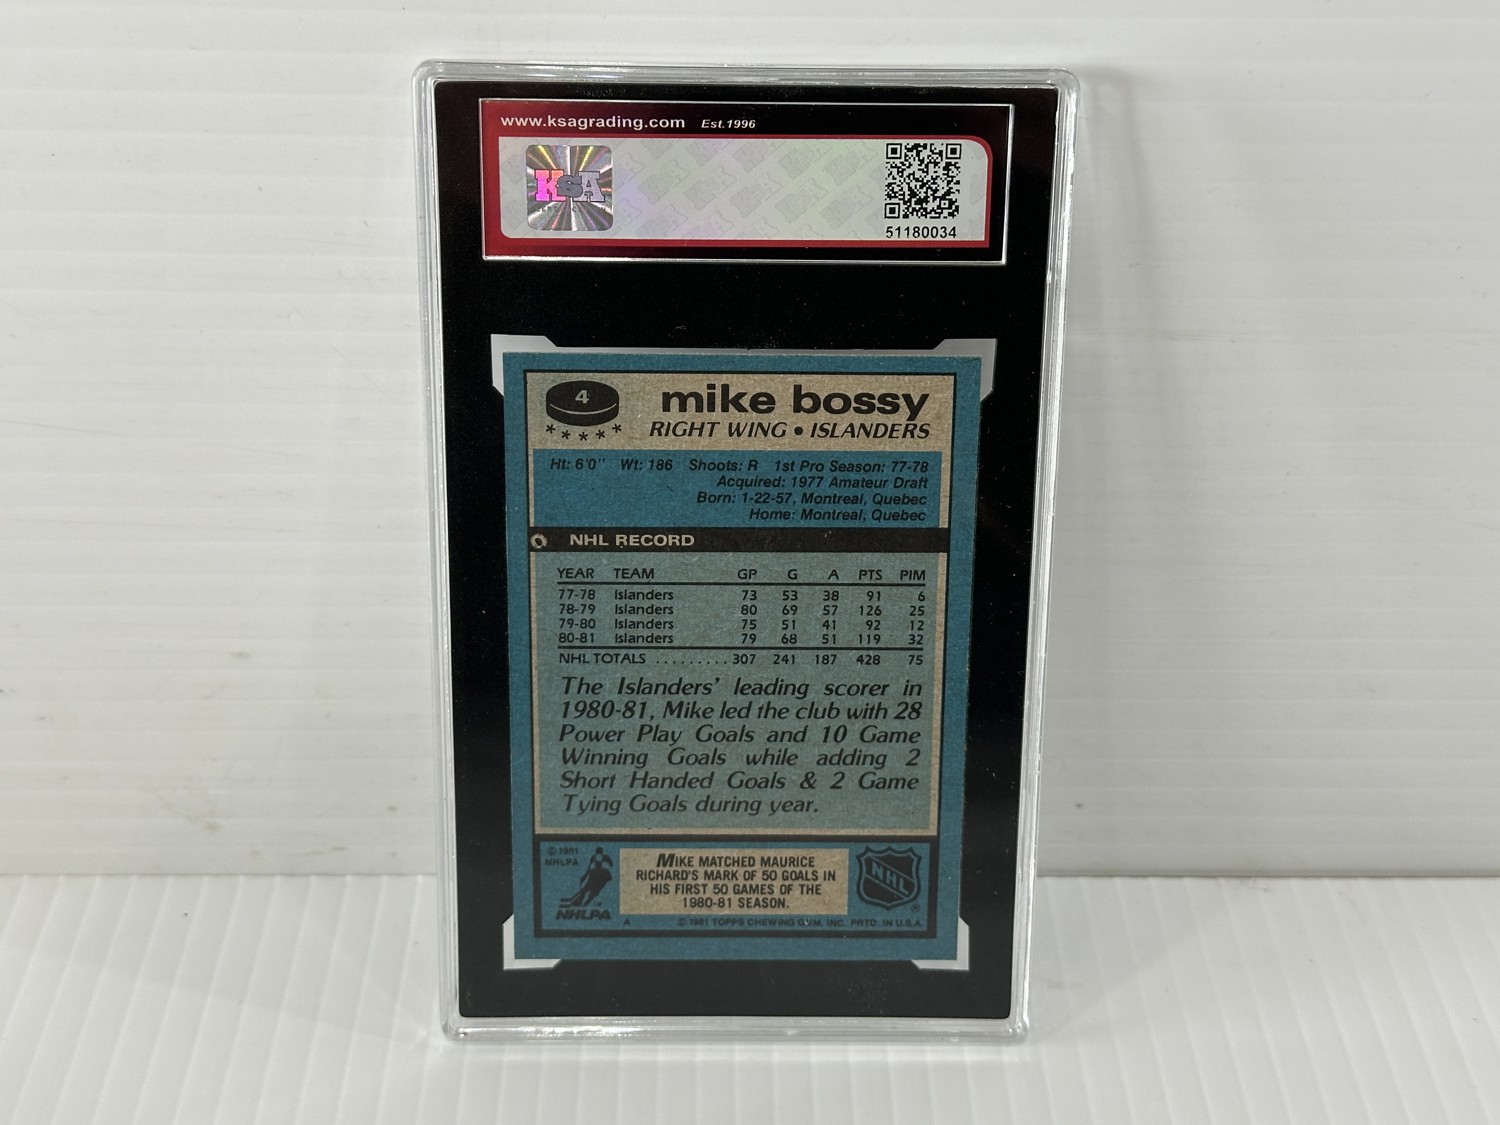 www.ksagrading.com Est.1996
KSA
51180034
4
mike bossy
RIGHT WING • ISLANDERS
Ht: 6'0" Wt: 186 Shoots: R 1st Pro Season: 77-78
Acquired: 1977 Amateur Draft
Born: 1-22-57, Montreal, Quebec
Home: Montreal, Quebec
NHL RECORD
YEAR TEAM GP G A PTS PIM
77-78 Islanders 73 53 38 91 6
78-79 Islanders 80 69 57 126 25
79-80 Islanders 75 51 41 92 12
80-81 Islanders 79 68 51 119 32
NHL TOTALS ......... 307 241 187 428 75
The Islanders' leading scorer in
1980-81, Mike led the club with 28
Power Play Goals and 10 Game
Winning Goals while adding 2
Short Handed Goals & 2 Game
Tying Goals during year.
© 1981
NHLPA
NHLPA
TM
MIKE MATCHED MAURICE
RICHARD'S MARK OF 50 GOALS IN
HIS FIRST 50 GAMES OF THE
1980-81 SEASON.
NHL
®
A © 1981 TOPPS CHEWING GUM, INC. PRTD. IN U.S.A.